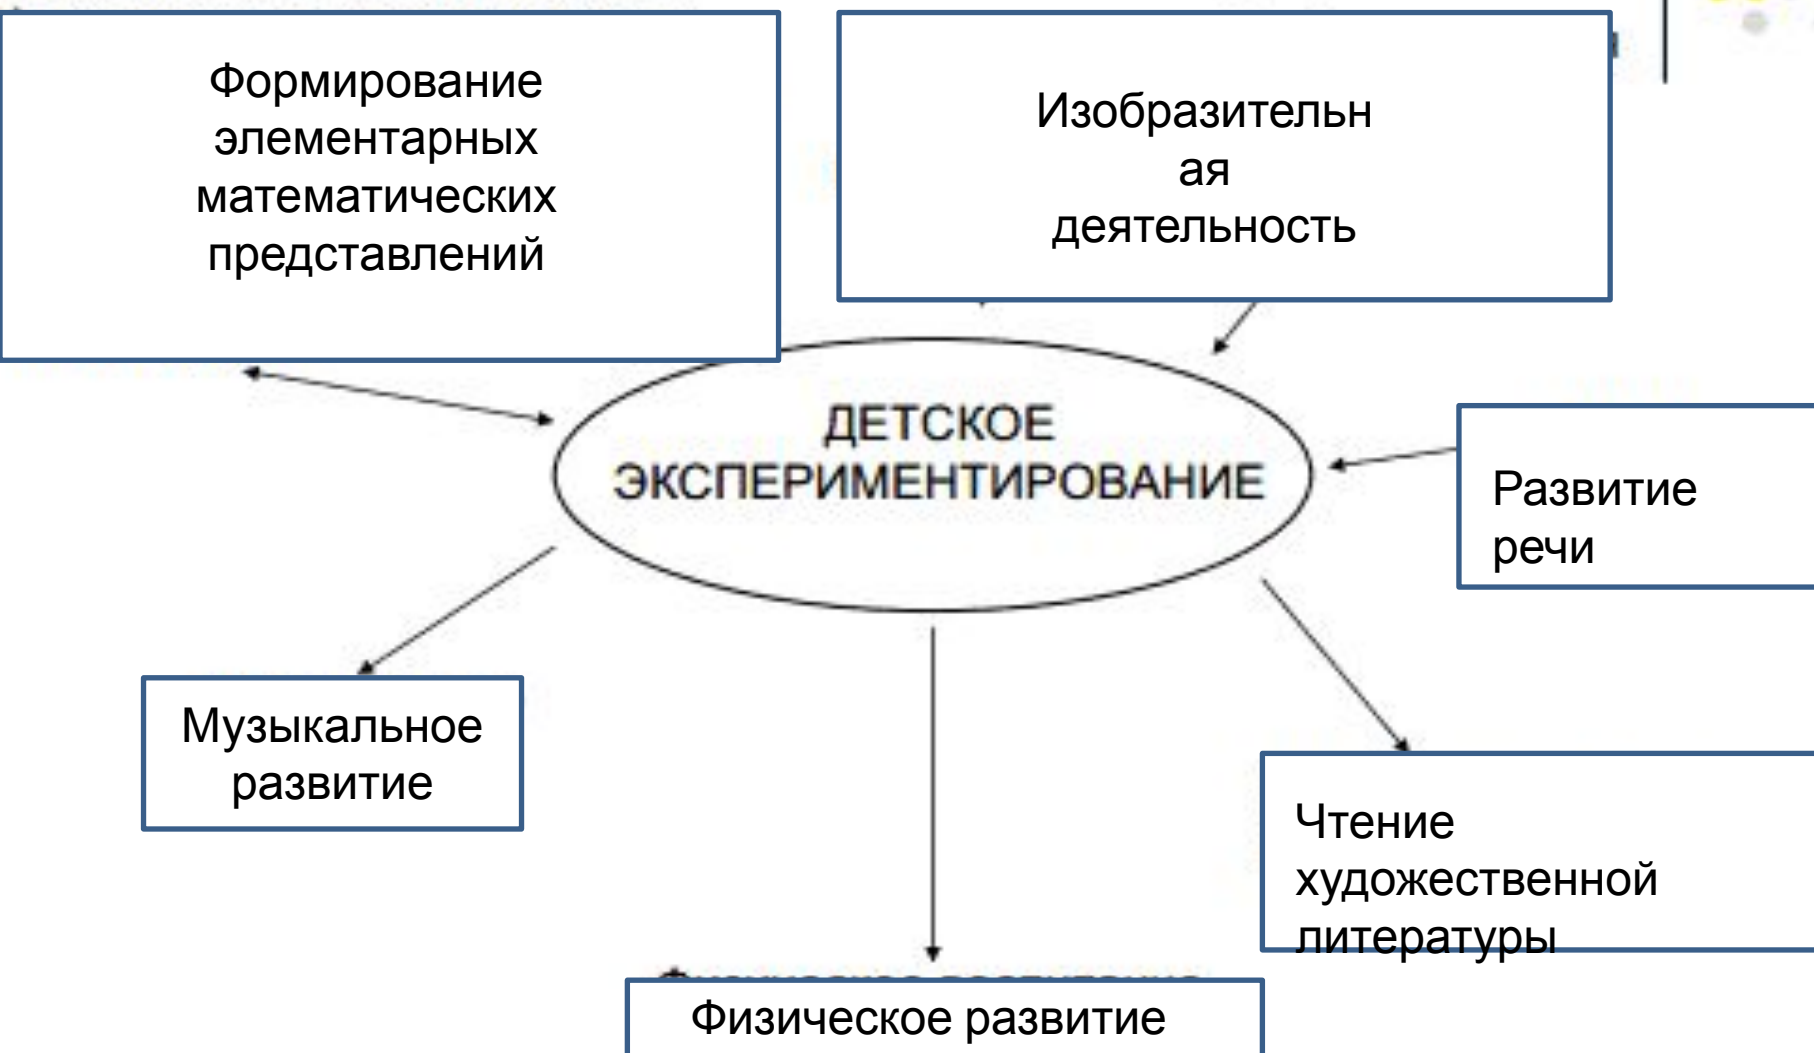 Формирование
элементарных
математических
представлений
Изобразительн
ая
деятельность
ДЕТСКОЕ
ЭКСПЕРИМЕНТИРОВАНИЕ
Развитие
речи
Музыкальное
развитие
Чтение
художественной
литературы
Физическое развитие